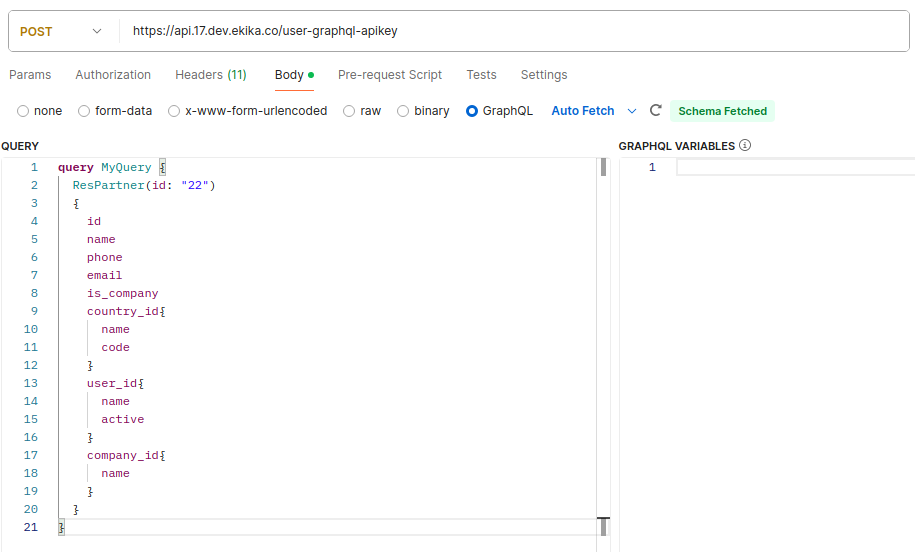 POST https://api.17.dev.ekika.co/user-graphql-apikey
Params Authorization Headers (11) Body Pre-request Script Tests Settings
none form-data x-www-form-urlencoded raw binary GraphQL Auto Fetch Schema Fetched
QUERY GRAPHQL VARIABLES
1 query MyQuery { 1
2 ResPartner(id: "22")
3 {
4 id
5 name
6 phone
7 email
8 is_company
9 country_id{
10 name
11 code
12 }
13 user_id{
14 name
15 active
16 }
17 company_id{
18 name
19 }
20 }
21 }